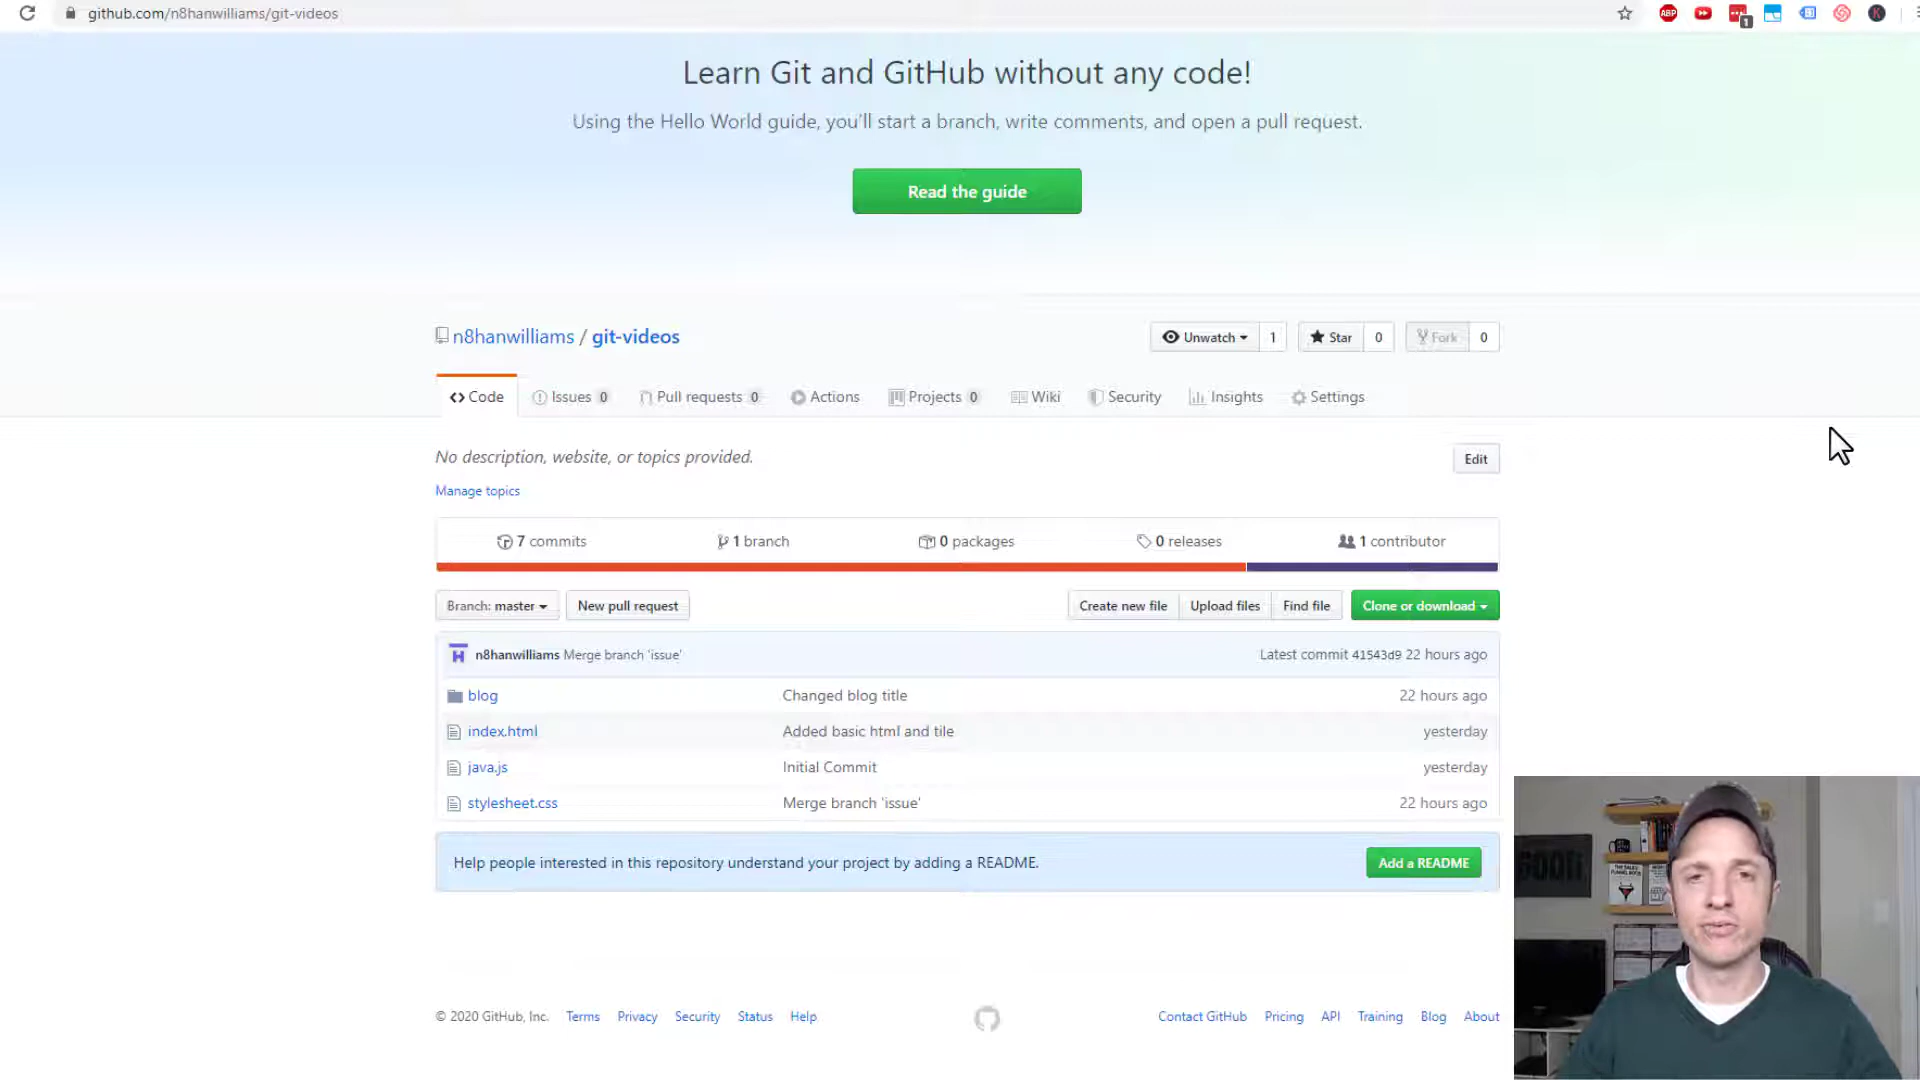 github.com/n8hanwilliams/git-videos
ABP
1
K
Learn Git and GitHub without any code!
Using the Hello World guide, you'll start a branch, write comments, and open a pull request.
Read the guide
n8hanwilliams / git-videos
Unwatch 1
Star 0
Fork 0
Code
Issues 0
Pull requests 0
Actions
Projects 0
Wiki
Security
Insights
Settings
No description, website, or topics provided.
Edit
Manage topics
7 commits
1 branch
0 packages
0 releases
1 contributor
Branch: master
New pull request
Create new file
Upload files
Find file
Clone or download
n8hanwilliams Merge branch 'issue'
Latest commit 41543d9 22 hours ago
blog Changed blog title 22 hours ago
index.html Added basic html and tile yesterday
java.js Initial Commit yesterday
stylesheet.css Merge branch 'issue' 22 hours ago
Help people interested in this repository understand your project by adding a README.
Add a README
© 2020 GitHub, Inc. Terms Privacy Security Status Help
Contact GitHub Pricing API Training Blog About